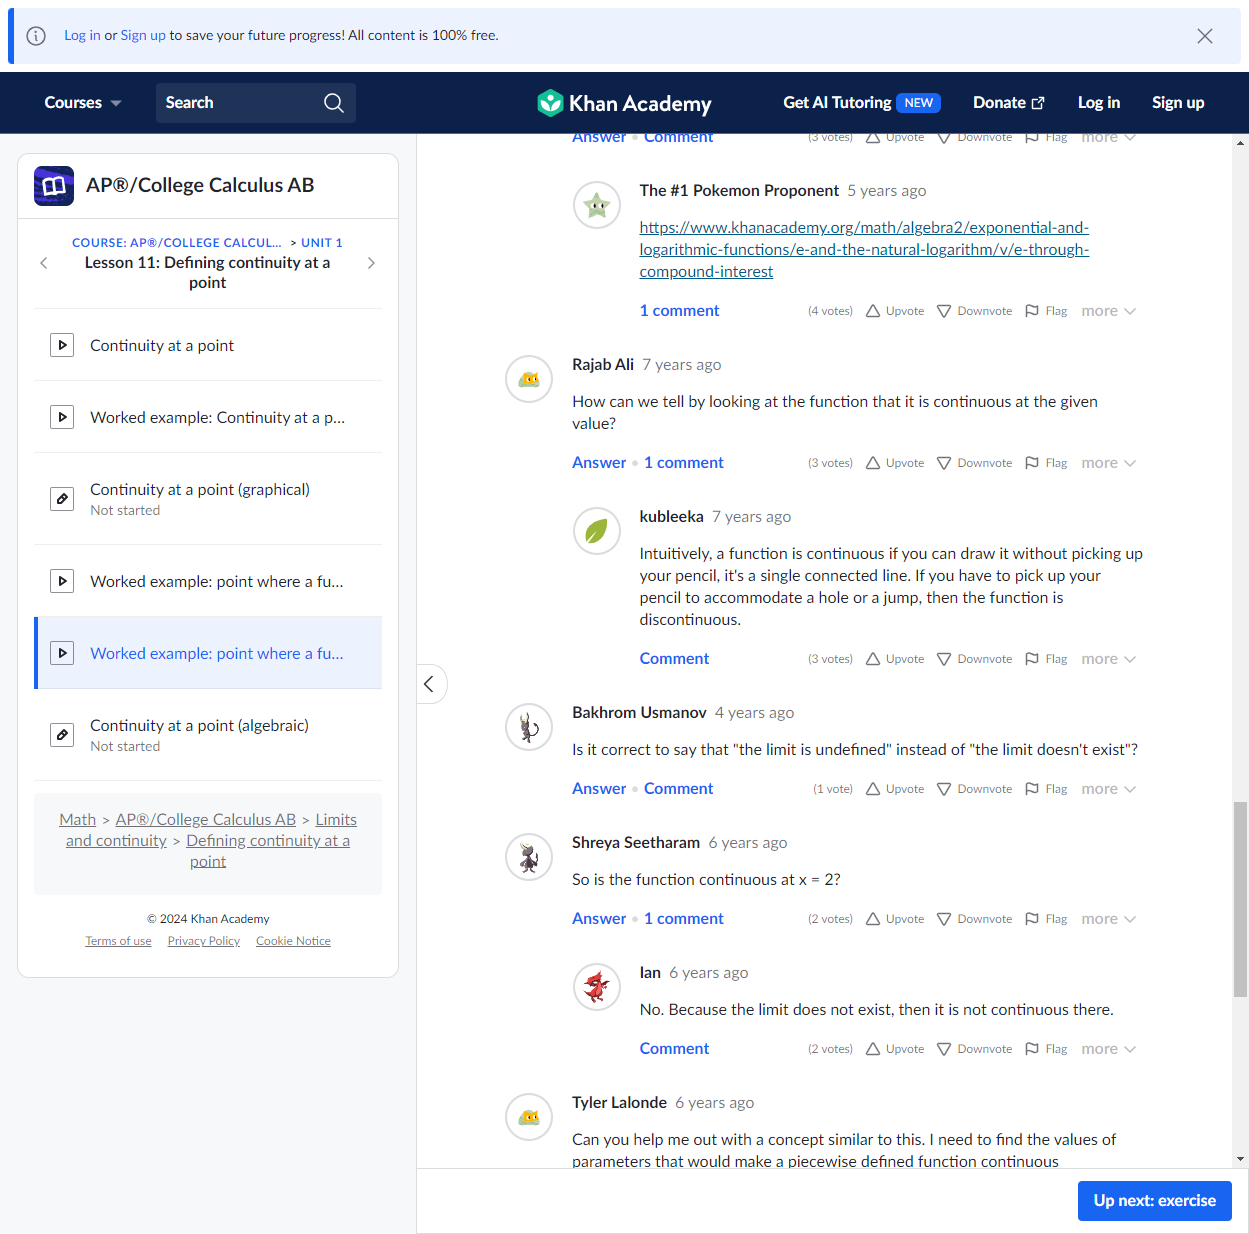 Log in or Sign up to save your future progress! All content is 100% free.
Courses
Search
Khan Academy
Get AI Tutoring NEW
Donate
Log in
Sign up
AP®/College Calculus AB
COURSE: AP®/COLLEGE CALCUL... > UNIT 1
Lesson 11: Defining continuity at a
point
Continuity at a point
Worked example: Continuity at a p...
Continuity at a point (graphical)
Not started
Worked example: point where a fu...
Worked example: point where a fu...
Continuity at a point (algebraic)
Not started
Math > AP®/College Calculus AB > Limits
and continuity > Defining continuity at a
point
© 2024 Khan Academy
Terms of use Privacy Policy Cookie Notice
Answer • Comment (3 votes) Upvote Downvote Flag more
The #1 Pokemon Proponent 5 years ago
https://www.khanacademy.org/math/algebra2/exponential-and-
logarithmic-functions/e-and-the-natural-logarithm/v/e-through-
compound-interest
1 comment (4 votes) Upvote Downvote Flag more
Rajab Ali 7 years ago
How can we tell by looking at the function that it is continuous at the given
value?
Answer • 1 comment (3 votes) Upvote Downvote Flag more
kubleeka 7 years ago
Intuitively, a function is continuous if you can draw it without picking up
your pencil, it's a single connected line. If you have to pick up your
pencil to accommodate a hole or a jump, then the function is
discontinuous.
Comment (3 votes) Upvote Downvote Flag more
Bakhrom Usmanov 4 years ago
Is it correct to say that "the limit is undefined" instead of "the limit doesn't exist"?
Answer • Comment (1 vote) Upvote Downvote Flag more
Shreya Seetharam 6 years ago
So is the function continuous at x = 2?
Answer • 1 comment (2 votes) Upvote Downvote Flag more
Ian 6 years ago
No. Because the limit does not exist, then it is not continuous there.
Comment (2 votes) Upvote Downvote Flag more
Tyler Lalonde 6 years ago
Can you help me out with a concept similar to this. I need to find the values of
parameters that would make a piecewise defined function continuous
Up next: exercise